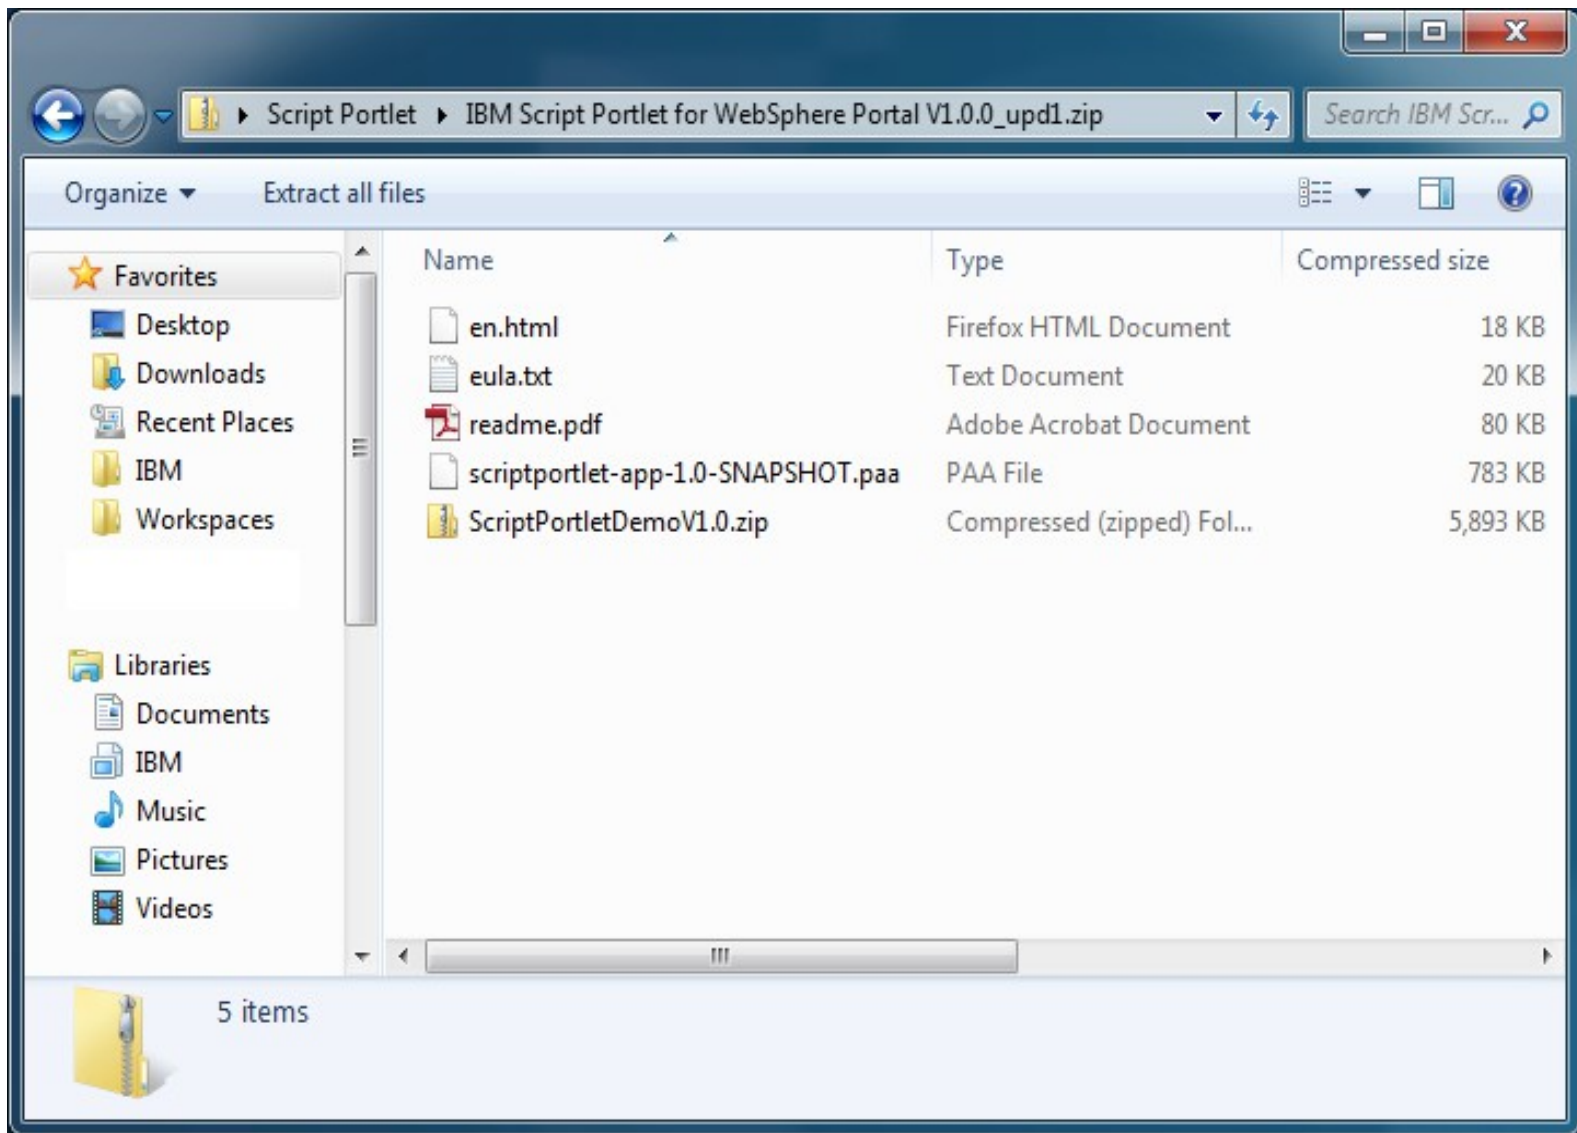 Script Portlet IBM Script Portlet for WebSphere Portal V1.0.0_upd1.zip Search IBM Scr...
Organize Extract all files
Favorites
Desktop
Downloads
Recent Places
IBM
Workspaces
Libraries
Documents
IBM
Music
Pictures
Videos
Name Type Compressed size
en.html Firefox HTML Document 18 KB
eula.txt Text Document 20 KB
readme.pdf Adobe Acrobat Document 80 KB
scriptportlet-app-1.0-SNAPSHOT.paa PAA File 783 KB
ScriptPortletDemoV1.0.zip Compressed (zipped) Fol... 5,893 KB
5 items